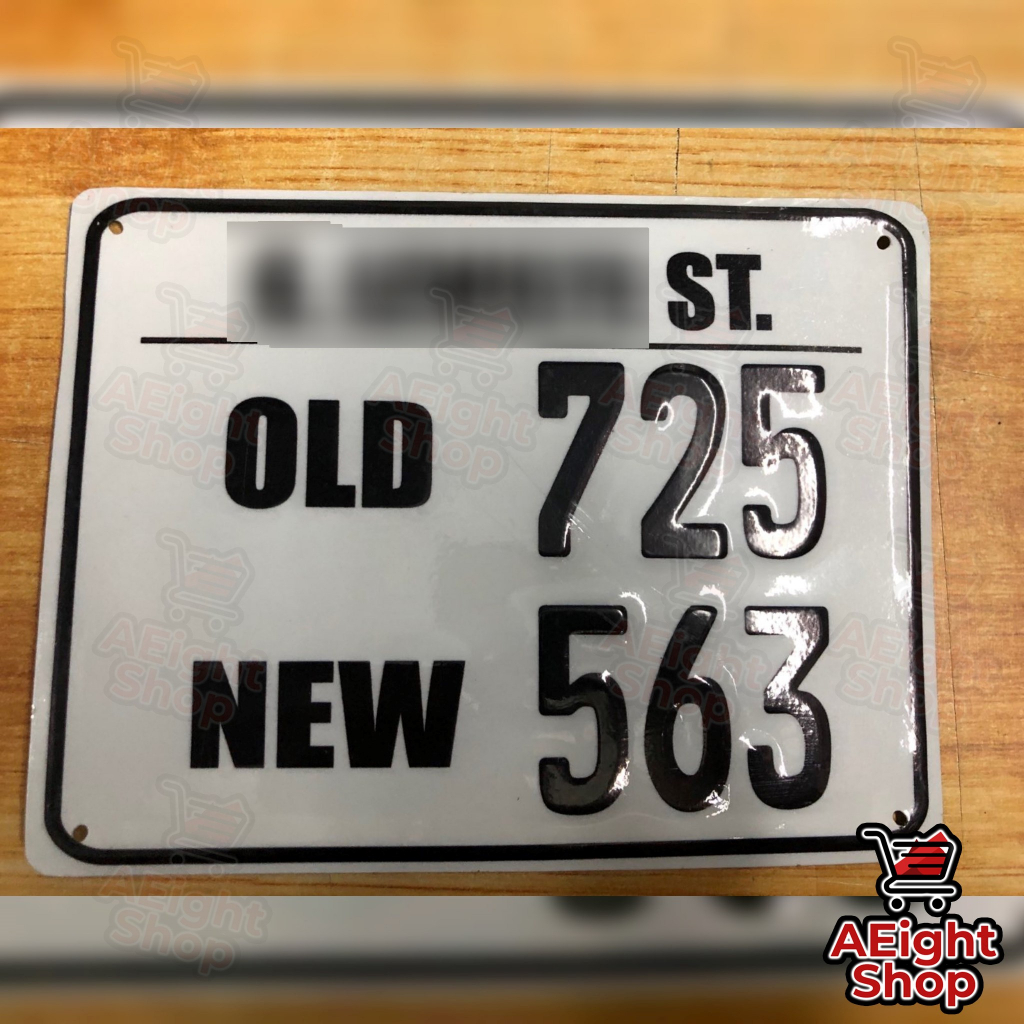 ST.
OLD 725
NEW 563
AEight
Shop